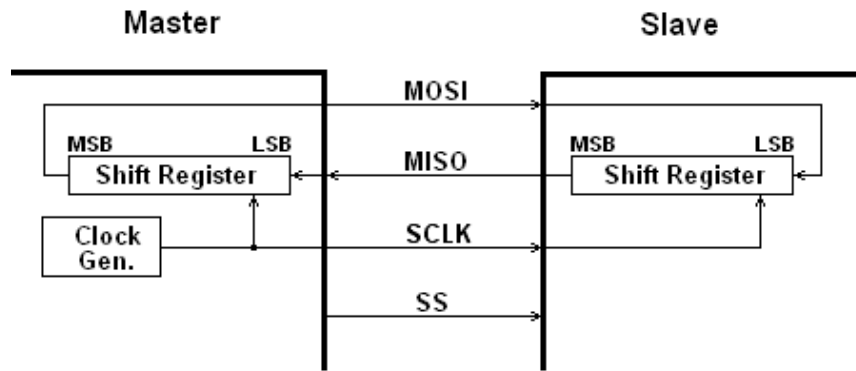 Master
Slave
MOSI
MSB
LSB
MISO
MSB
LSB
Shift Register
Shift Register
Clock
Gen.
SCLK
SS